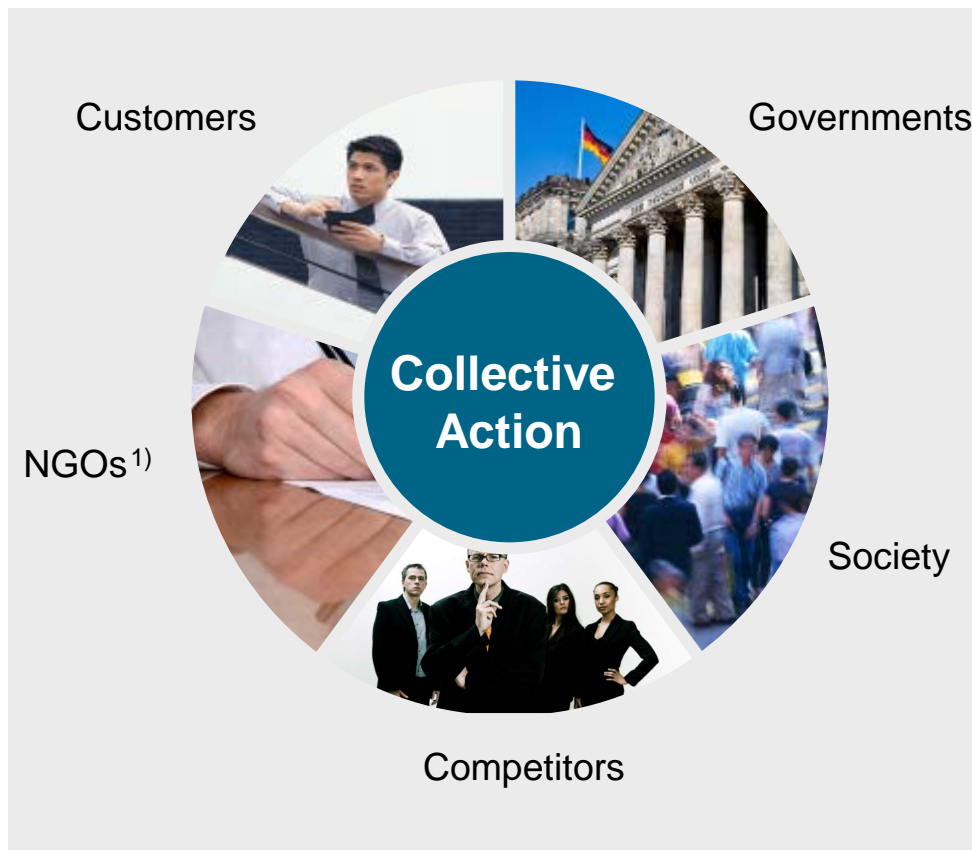 Customers
Governments
Collective
Action
NGOs¹⁾
Society
Competitors